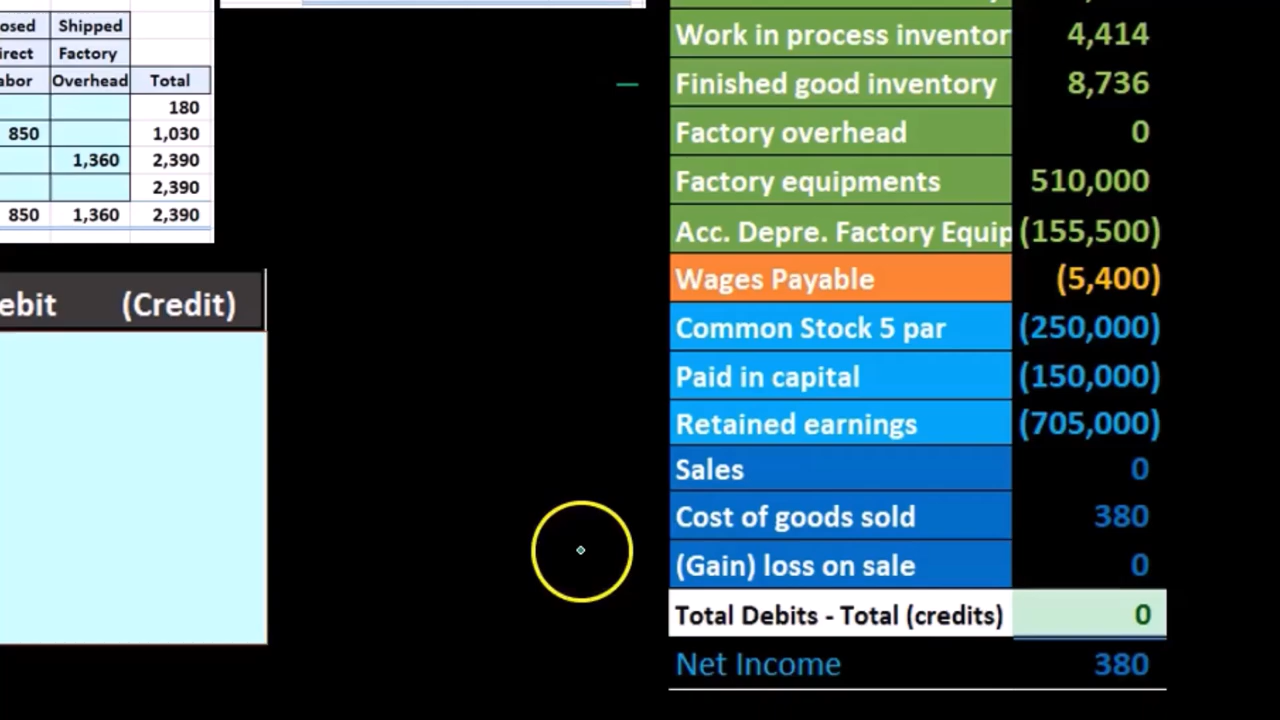 osed Shipped
irect Factory
abor Overhead Total
180
850 1,030
1,360 2,390
2,390
850 1,360 2,390
ebit (Credit)
Work in process inventor 4,414
Finished good inventory 8,736
Factory overhead 0
Factory equipments 510,000
Acc. Depre. Factory Equip (155,500)
Wages Payable (5,400)
Common Stock 5 par (250,000)
Paid in capital (150,000)
Retained earnings (705,000)
Sales 0
Cost of goods sold 380
(Gain) loss on sale 0
Total Debits - Total (credits) 0
Net Income 380